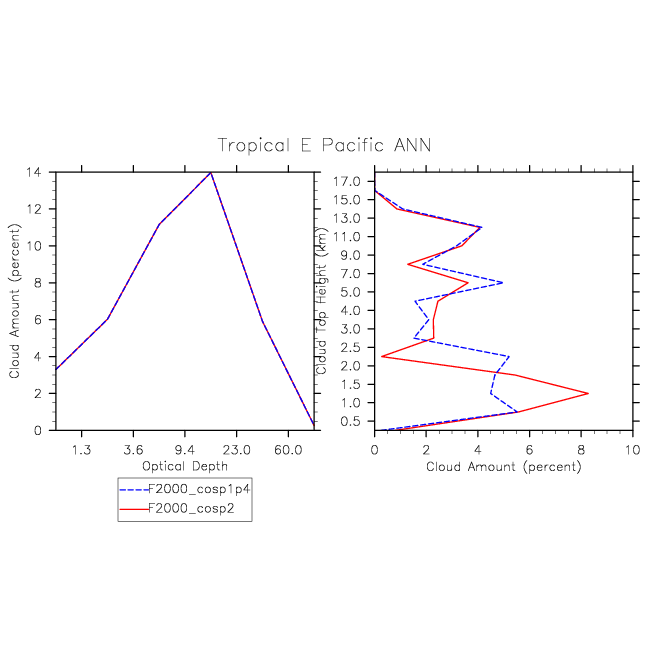 Tropical E Pacific ANN
Cloud Amount (percent)
14
12
10
8
6
4
2
0
1.3 3.6 9.4 23.0 60.0
Optical Depth
Cloud Top Height (km)
17.0
15.0
13.0
11.0
9.0
7.0
5.0
4.0
3.0
2.5
2.0
1.5
1.0
0.5
0 2 4 6 8 10
Cloud Amount (percent)
F2000_cosp1p4
F2000_cosp2